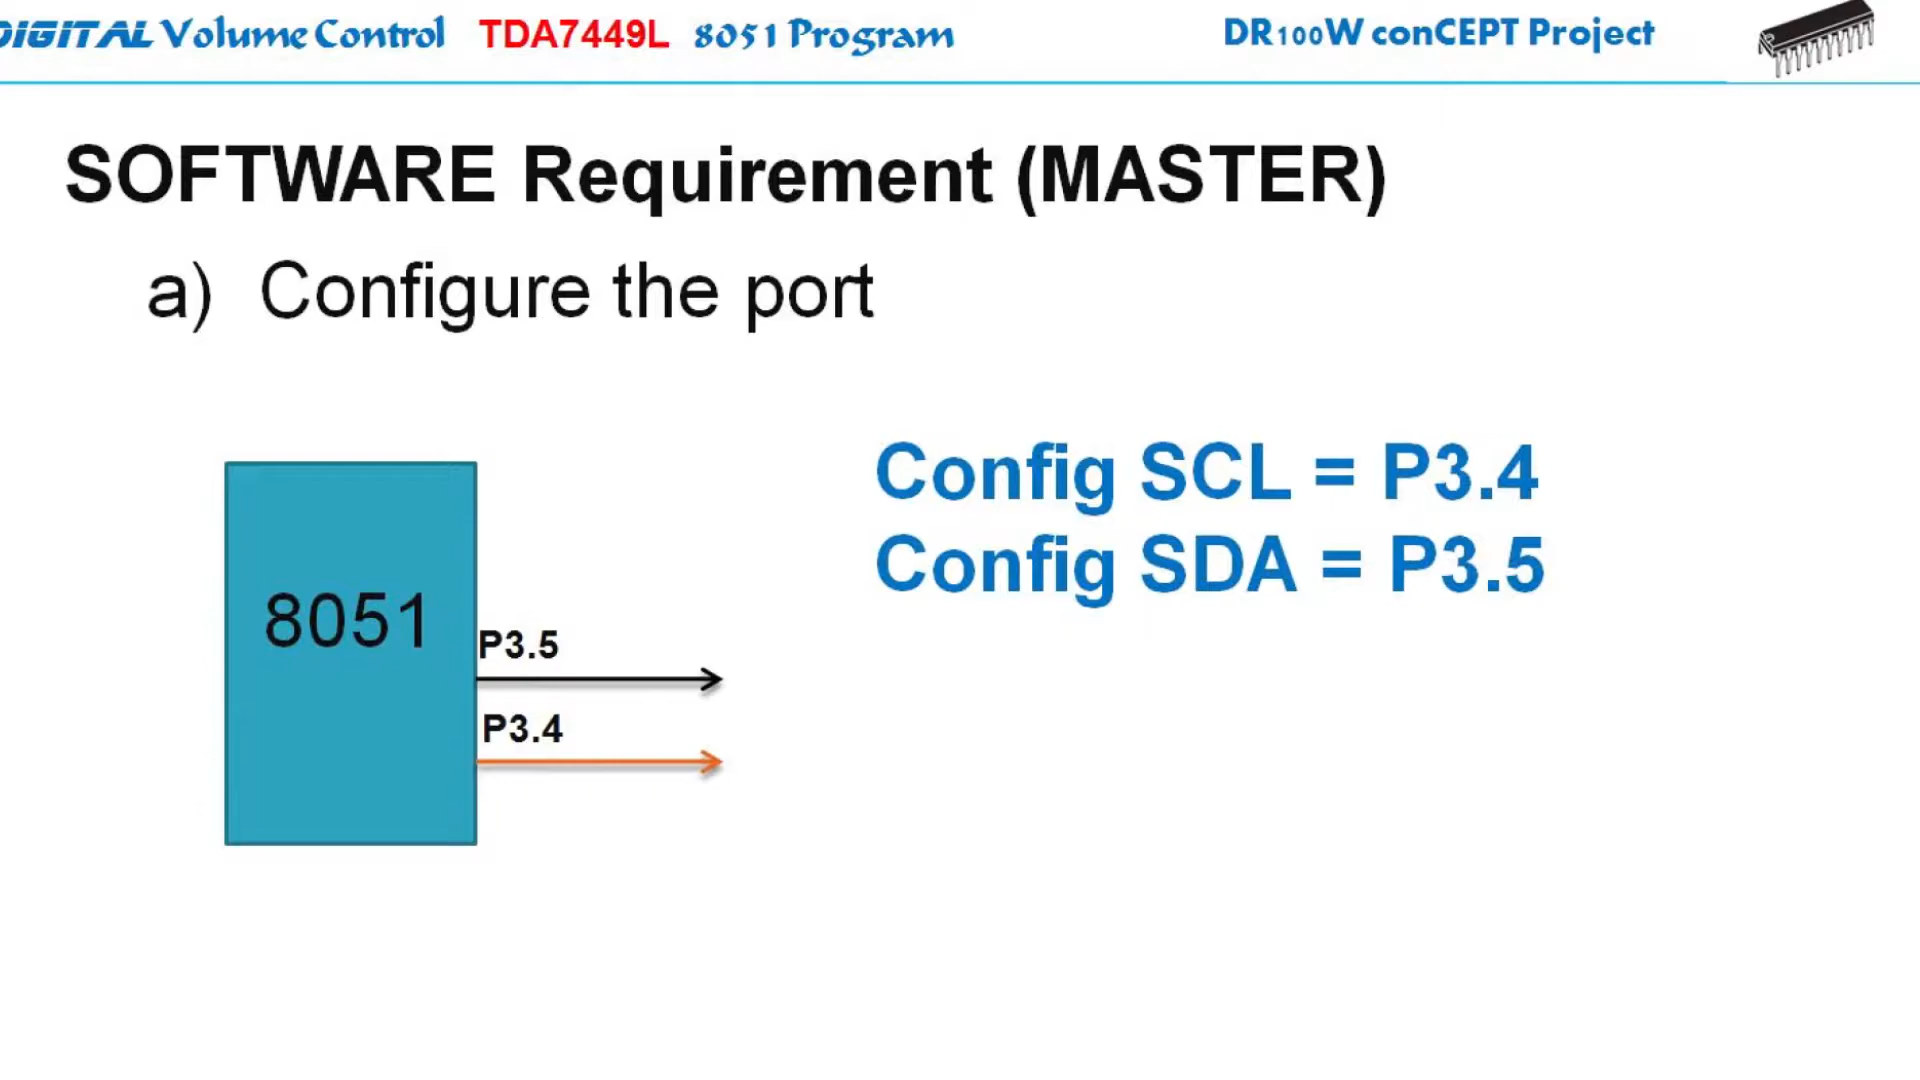 DIGITAL Volume Control TDA7449L 8051 Program DR100W conCEPT Project
SOFTWARE Requirement (MASTER)
a) Configure the port
Config SCL = P3.4
Config SDA = P3.5
8051
P3.5
P3.4